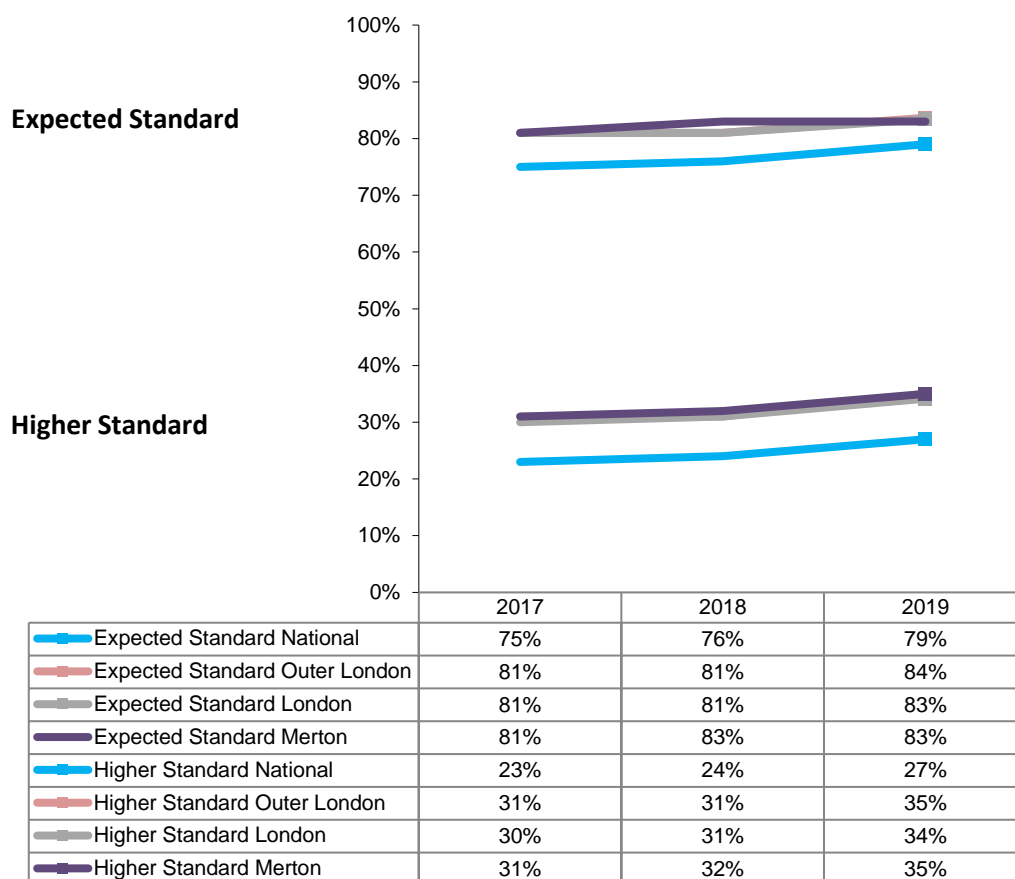 100%
90%
Expected Standard
80%
70%
60%
50%
40%
Higher Standard
30%
20%
10%
0%
2017 2018 2019
Expected Standard National 75% 76% 79%
Expected Standard Outer London 81% 81% 84%
Expected Standard London 81% 81% 83%
Expected Standard Merton 81% 83% 83%
Higher Standard National 23% 24% 27%
Higher Standard Outer London 31% 31% 35%
Higher Standard London 30% 31% 34%
Higher Standard Merton 31% 32% 35%